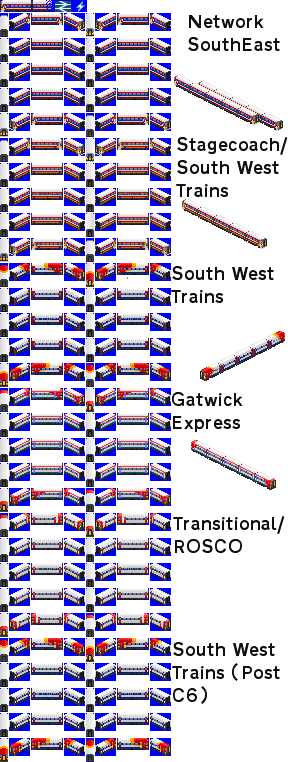 Network
SouthEast
Stagecoach/
South West
Trains
South West
Trains
Gatwick
Express
Transitional/
ROSCO
South West
Trains (Post
C6)